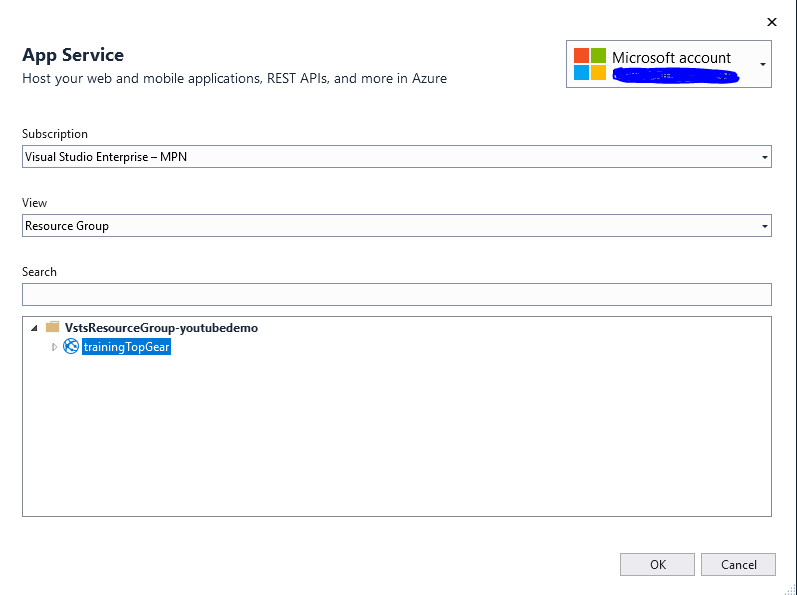 App Service
Host your web and mobile applications, REST APIs, and more in Azure
Microsoft account
Subscription
Visual Studio Enterprise – MPN
View
Resource Group
Search
VstsResourceGroup-youtubedemo
trainingTopGear
OK
Cancel